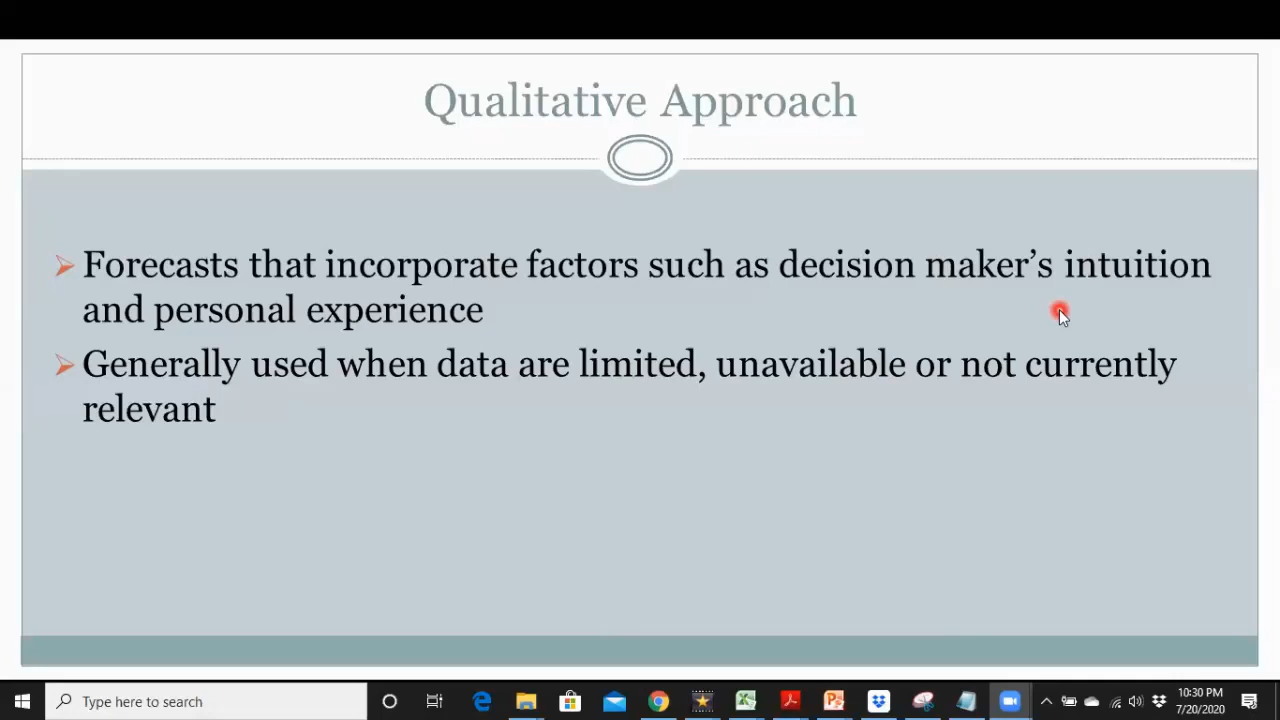 Qualitative Approach
Forecasts that incorporate factors such as decision maker’s intuition
and personal experience
Generally used when data are limited, unavailable or not currently
relevant
Type here to search
10:30 PM
7/20/2020